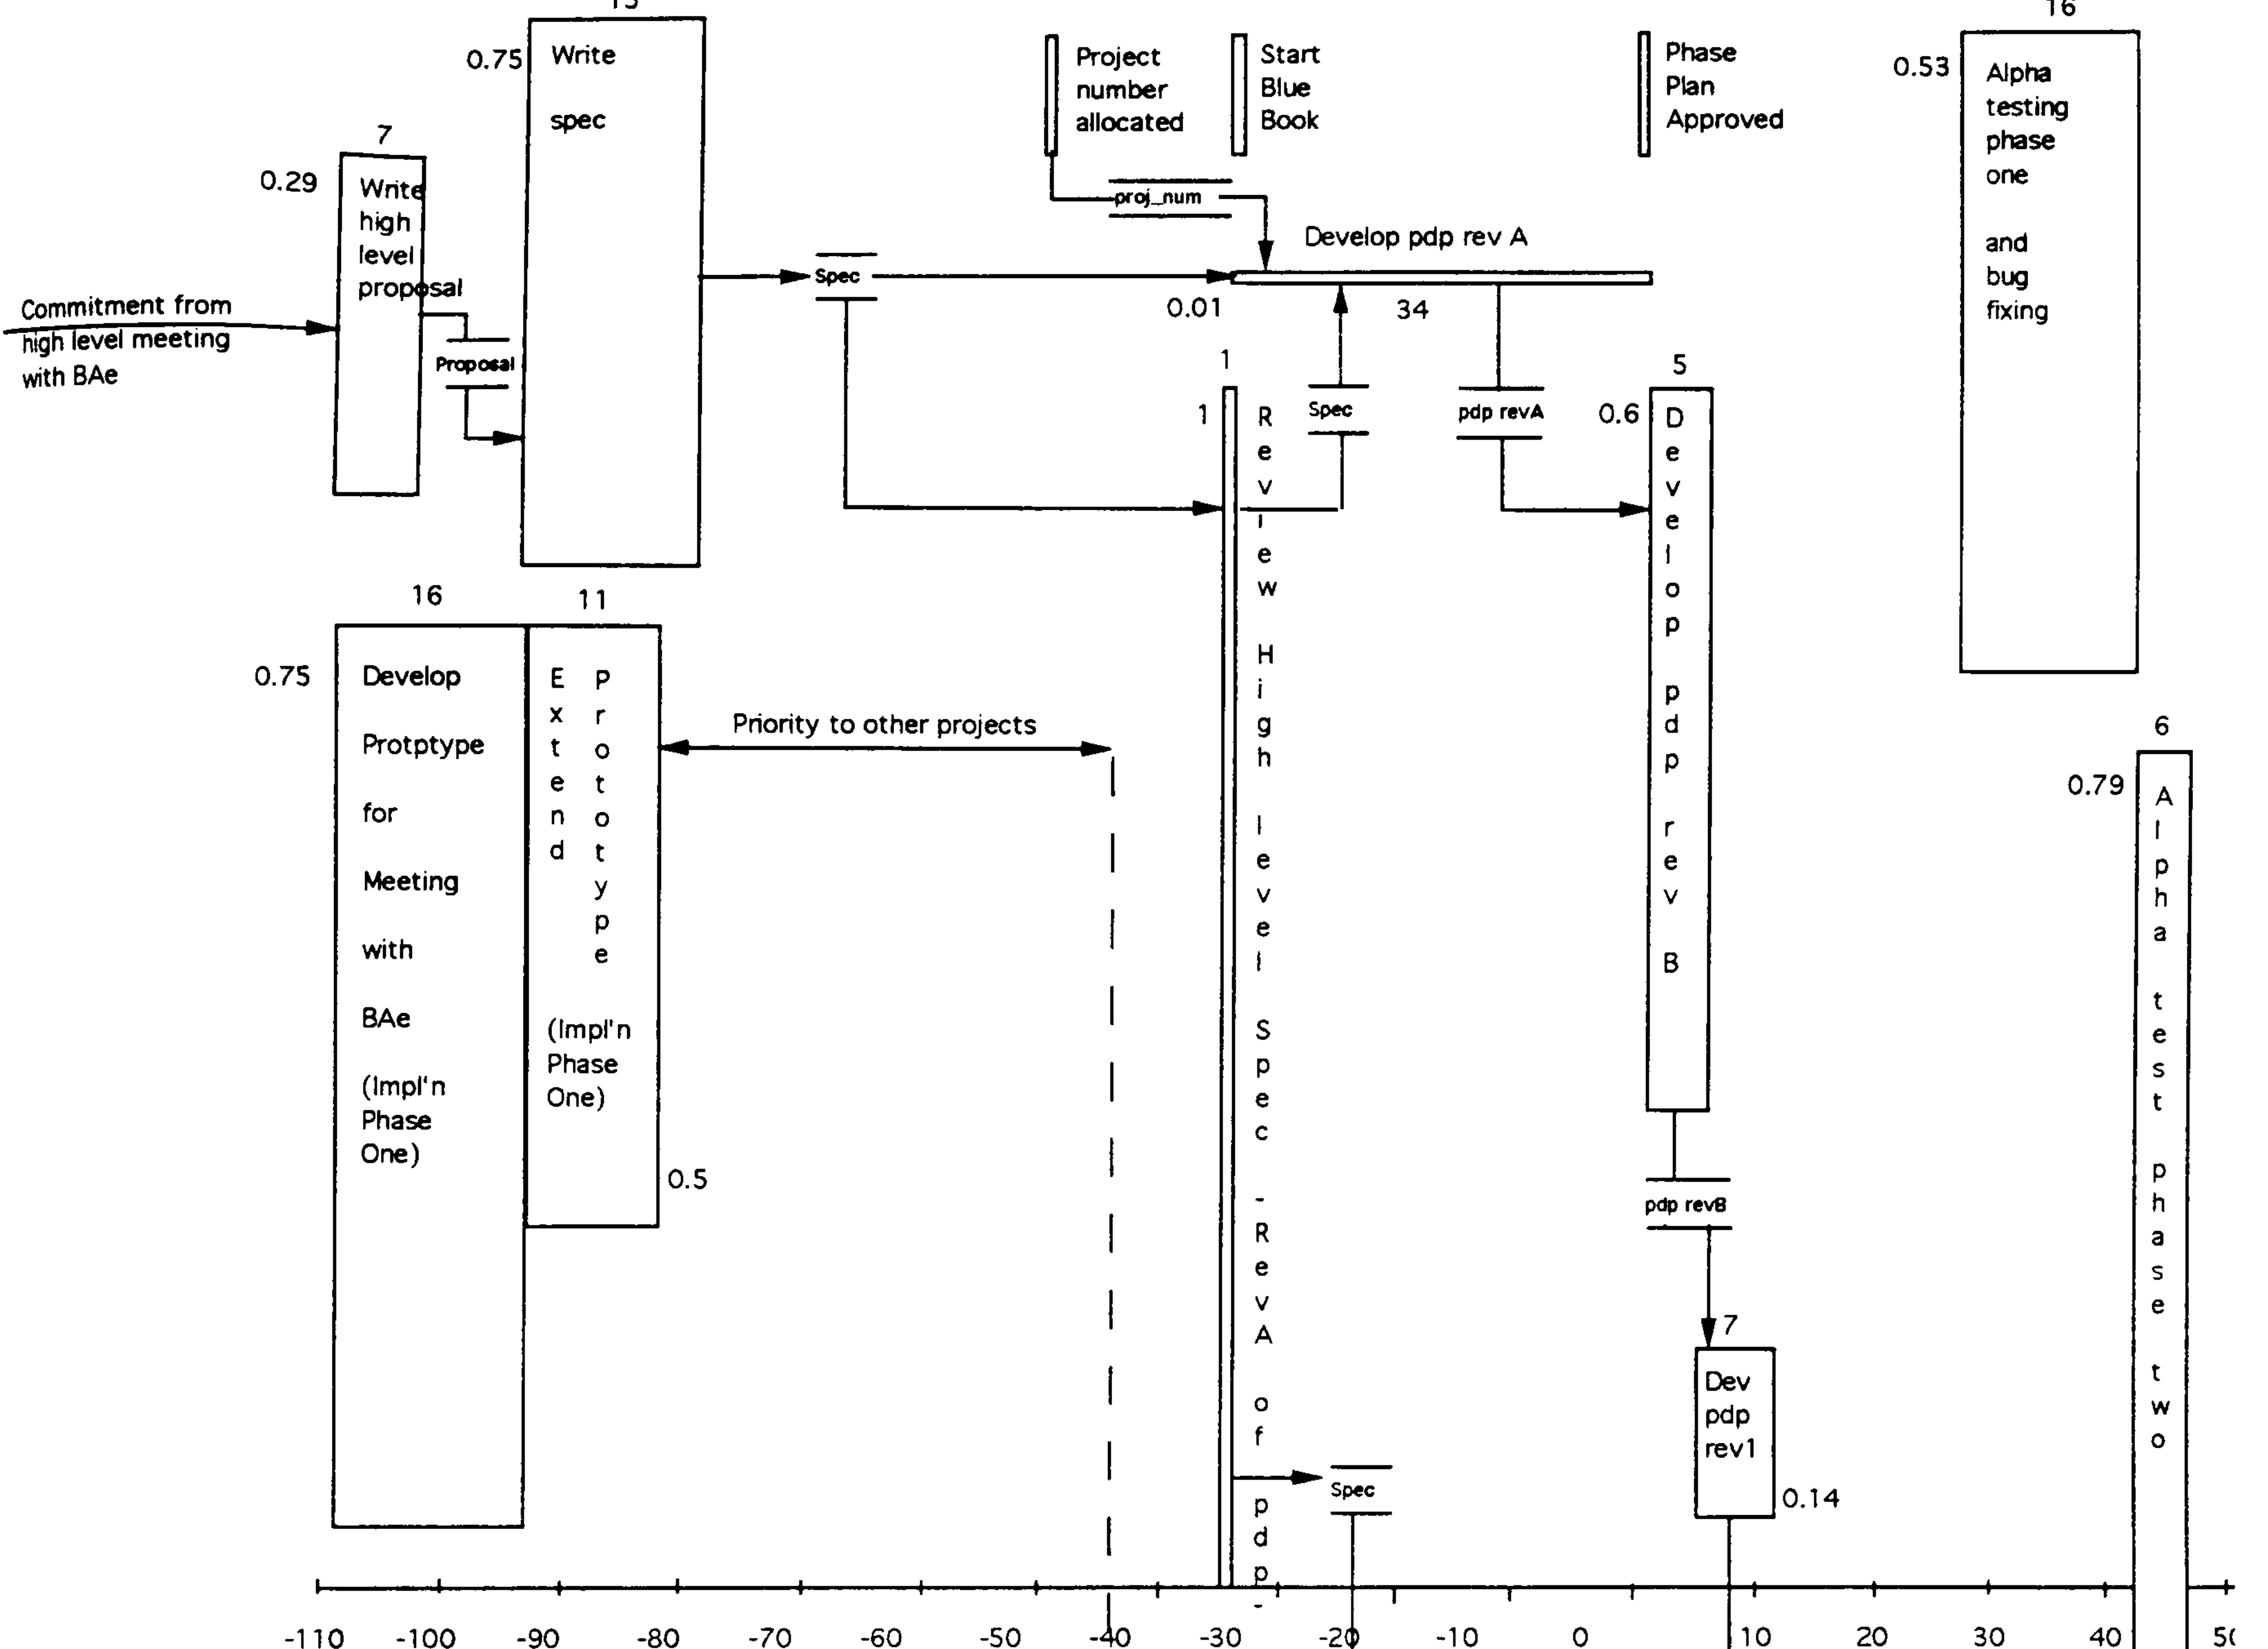 15
0.75
Write
spec
7
0.29
Write
high
level
proposal
Commitment from
high level meeting
with BAe
Proposal
Spec
Project
number
allocated
Start
Blue
Book
Phase
Plan
Approved
proj_num
Develop pdp rev A
0.01
34
16
0.53
Alpha
testing
phase
one
and
bug
fixing
1
1
Review High level Spec -RevA of pdp-
Spec
pdp revA
5
0.6
Develop pdp rev B
16
0.75
Develop
Protptype
for
Meeting
with
BAe
(Impl'n
Phase
One)
11
Extend
Prototype
(Impl'n
Phase
One)
0.5
Priority to other projects
6
0.79
Alpha test phase two
pdp revB
7
Dev
pdp
rev1
0.14
Spec
-110 -100 -90 -80 -70 -60 -50 -40 -30 -20 -10 0 10 20 30 40